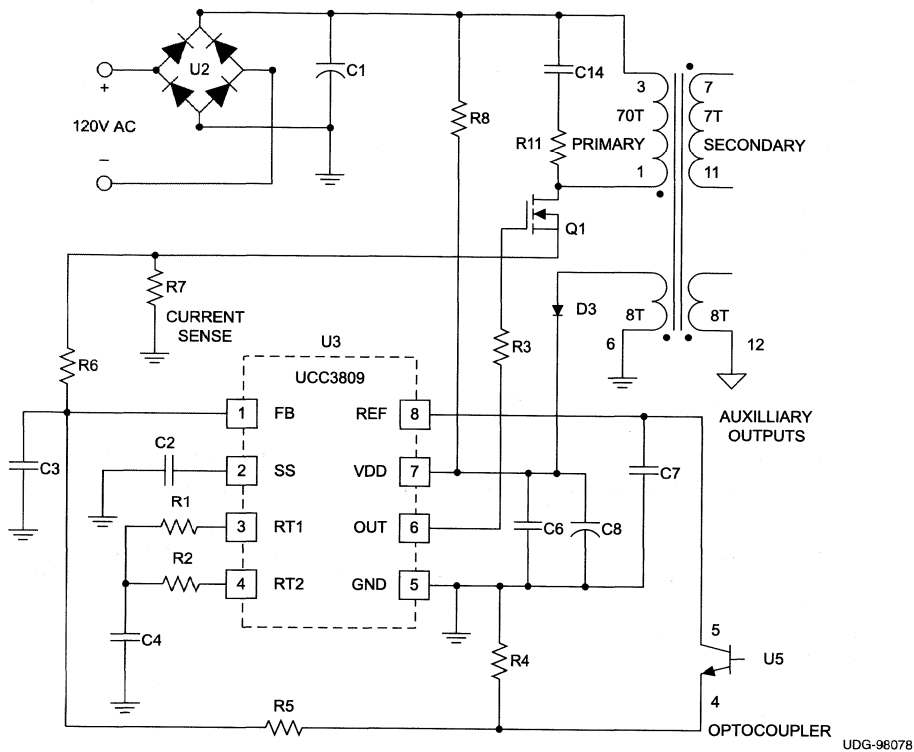 U2
+
120V AC
–
C1
R8
C14
R11
3
70T
PRIMARY
1
7
7T
SECONDARY
11
Q1
R7
CURRENT
SENSE
D3
8T
6
8T
12
R3
R6
U3
UCC3809
AUXILLIARY
OUTPUTS
1 FB
REF 8
C3
C2
2 SS
VDD 7
C7
R1
3 RT1
OUT 6
C6
C8
R2
4 RT2
GND 5
C4
R4
5
U5
4
R5
OPTOCOUPLER
UDG-98078